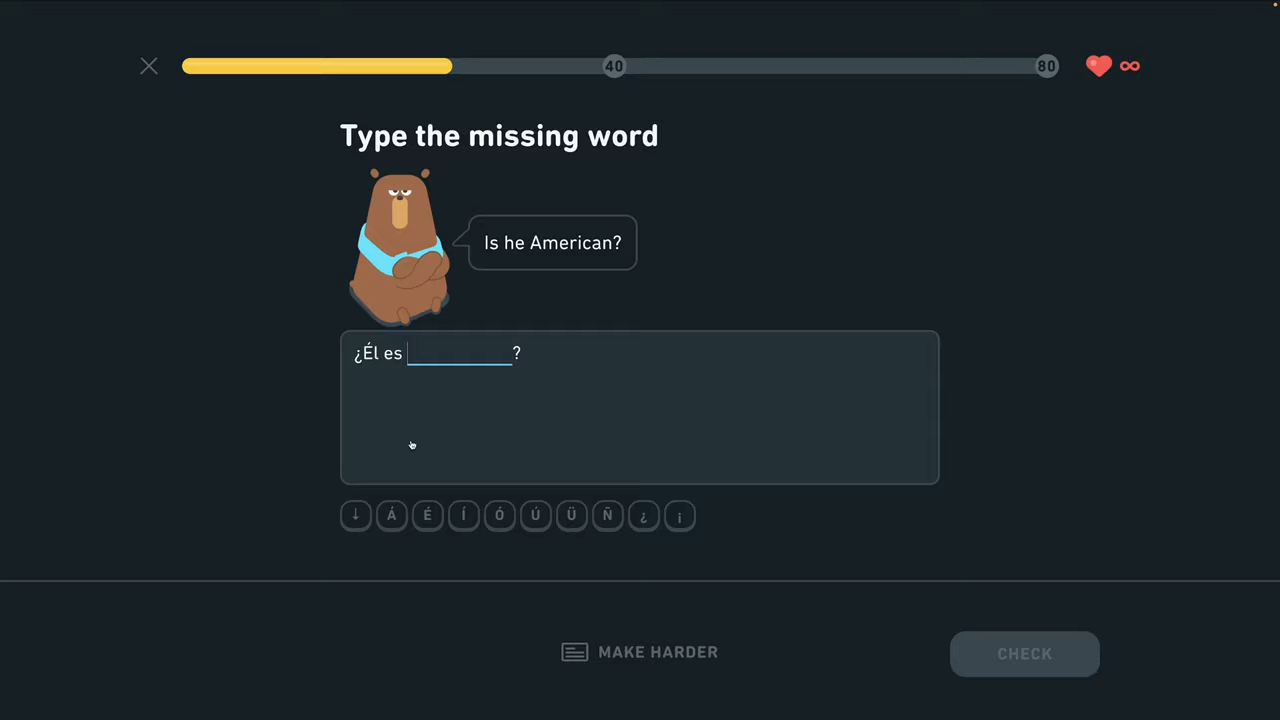 40
80
∞
Type the missing word
Is he American?
¿Él es ?
↓ Á É Í Ó Ú Ü Ñ ¿ ¡
MAKE HARDER
CHECK